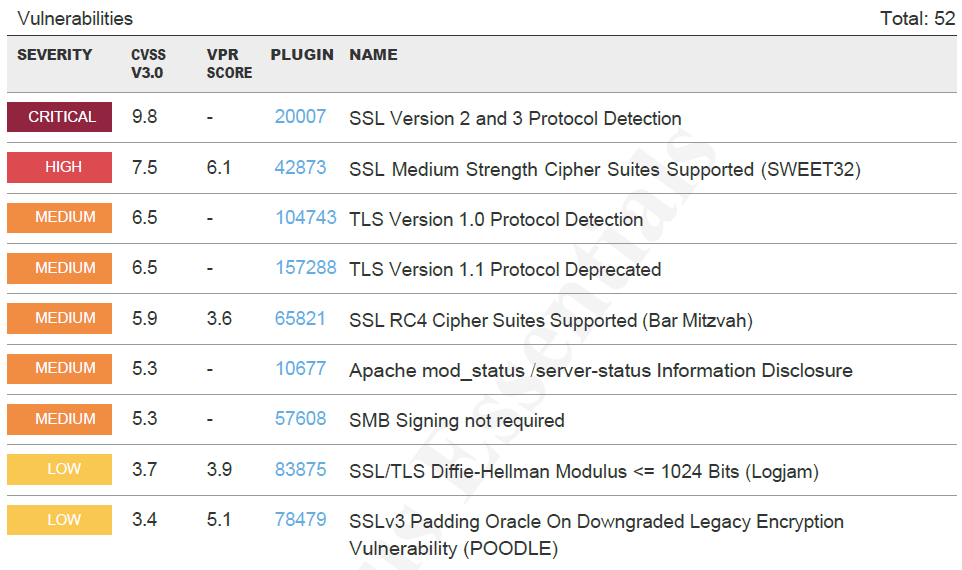 Vulnerabilities Total: 52
SEVERITY CVSS V3.0 VPR SCORE PLUGIN NAME
CRITICAL 9.8 - 20007 SSL Version 2 and 3 Protocol Detection
HIGH 7.5 6.1 42873 SSL Medium Strength Cipher Suites Supported (SWEET32)
MEDIUM 6.5 - 104743 TLS Version 1.0 Protocol Detection
MEDIUM 6.5 - 157288 TLS Version 1.1 Protocol Deprecated
MEDIUM 5.9 3.6 65821 SSL RC4 Cipher Suites Supported (Bar Mitzvah)
MEDIUM 5.3 - 10677 Apache mod_status /server-status Information Disclosure
MEDIUM 5.3 - 57608 SMB Signing not required
LOW 3.7 3.9 83875 SSL/TLS Diffie-Hellman Modulus <= 1024 Bits (Logjam)
LOW 3.4 5.1 78479 SSLv3 Padding Oracle On Downgraded Legacy Encryption
Vulnerability (POODLE)
Essentials